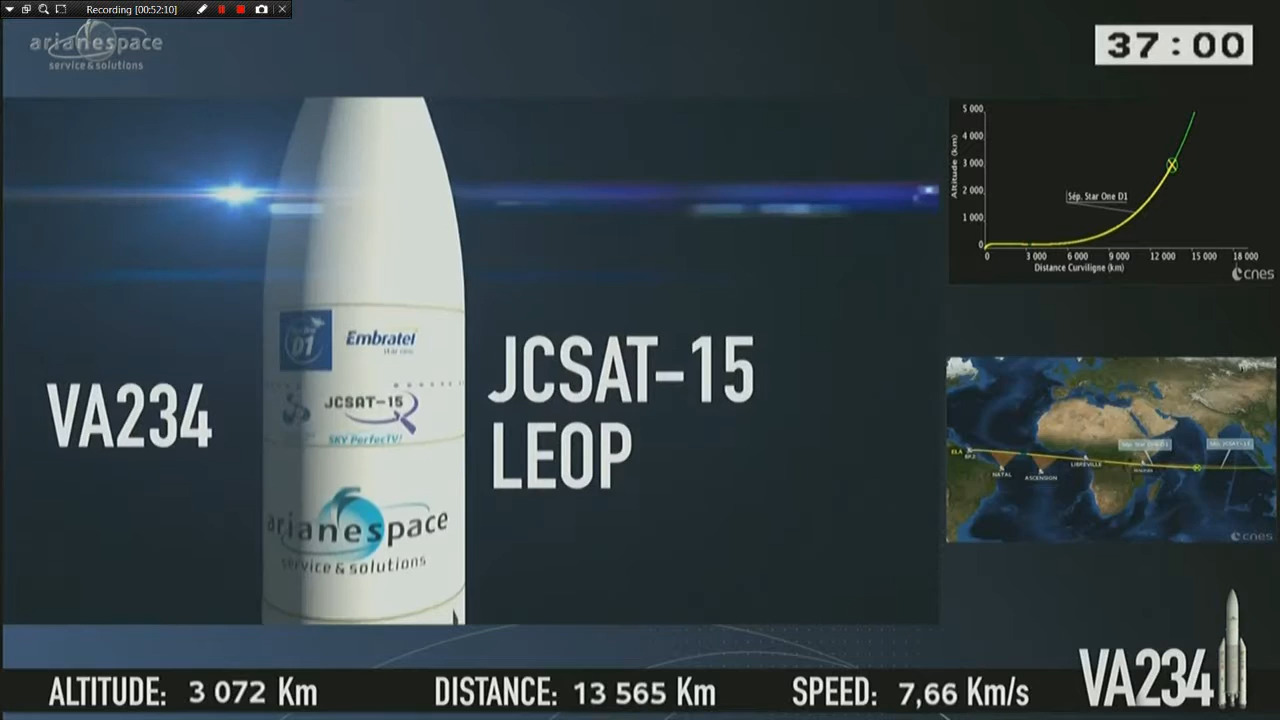 Recording [00:52:10]
arianespace
service & solutions
37:00
5 000
4 000
3 000
2 000
1 000
0
Altitude (km)
Sép. Star One D1
0 3 000 6 000 9 000 12 000 15 000 18 000
Distance Curviligne (km)
cnes
D1
Embratel
Star One
JCSAT-15
SKY PerfecTV!
arianespace
service & solutions
VA234
JCSAT-15
LEOP
ELA
NATAL
ASCENSION
LIBREVILLE
cnes
ALTITUDE: 3 072 Km
DISTANCE: 13 565 Km
SPEED: 7,66 Km/s
VA234